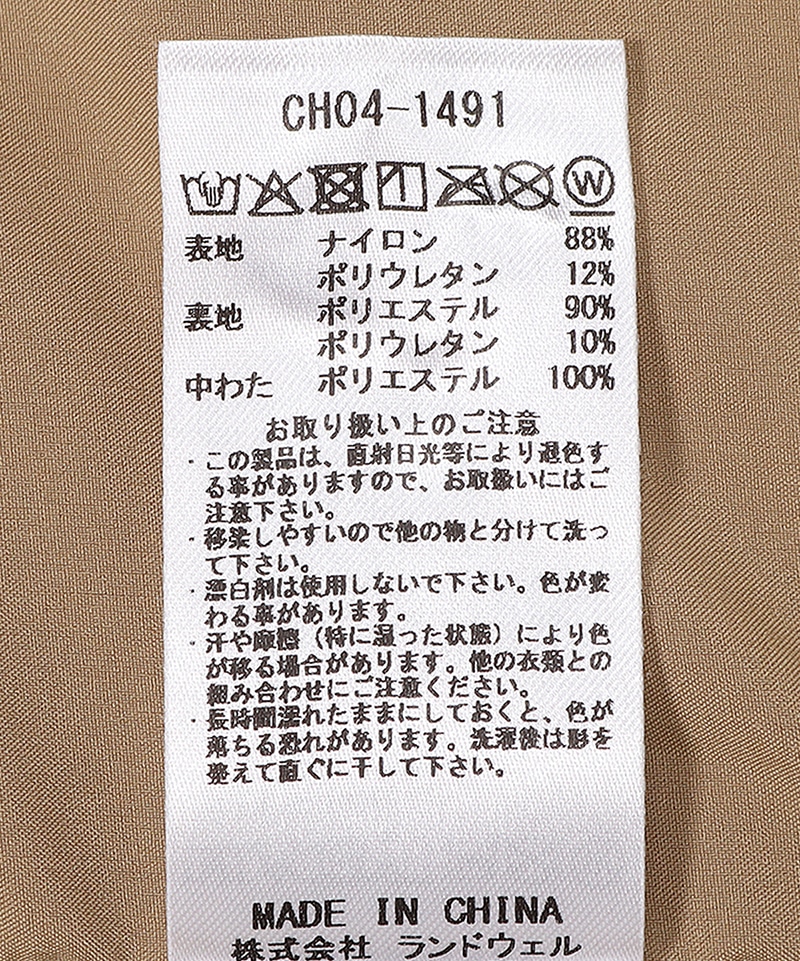 CH04-1491
W
表地 ナイロン 88%
ポリウレタン 12%
裏地 ポリエステル 90%
ポリウレタン 10%
中わた ポリエステル 100%
お取り扱い上のご注意
・この製品は、直射日光等により退色す
る事がありますので、お取扱いにはご
注意下さい。
・移染しやすいので他の物と分けて洗っ
て下さい。
・漂白剤は使用しないで下さい。色が変
わる事があります。
・汗や摩擦（特に湿った状態）により色
が移る場合があります。他の衣類との
組み合わせにご注意ください。
・長時間濡れたままにしておくと、色が
落ちる恐れがあります。洗濯後は形を
整えて直ぐに干して下さい。
MADE IN CHINA
株式会社 ランドウェル